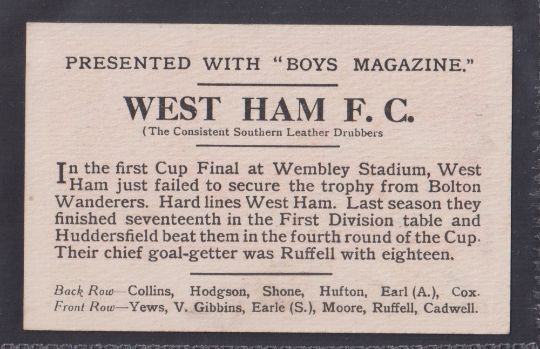 PRESENTED WITH "BOYS MAGAZINE."
WEST HAM F. C.
(The Consistent Southern Leather Drubbers
In the first Cup Final at Wembley Stadium, West
Ham just failed to secure the trophy from Bolton
Wanderers. Hard lines West Ham. Last season they
finished seventeenth in the First Division table and
Huddersfield beat them in the fourth round of the Cup.
Their chief goal-getter was Ruffell with eighteen.
Back Row—Collins, Hodgson, Shone, Hufton, Earl (A.), Cox.
Front Row—Yews, V. Gibbins, Earle (S.), Moore, Ruffell, Cadwell.